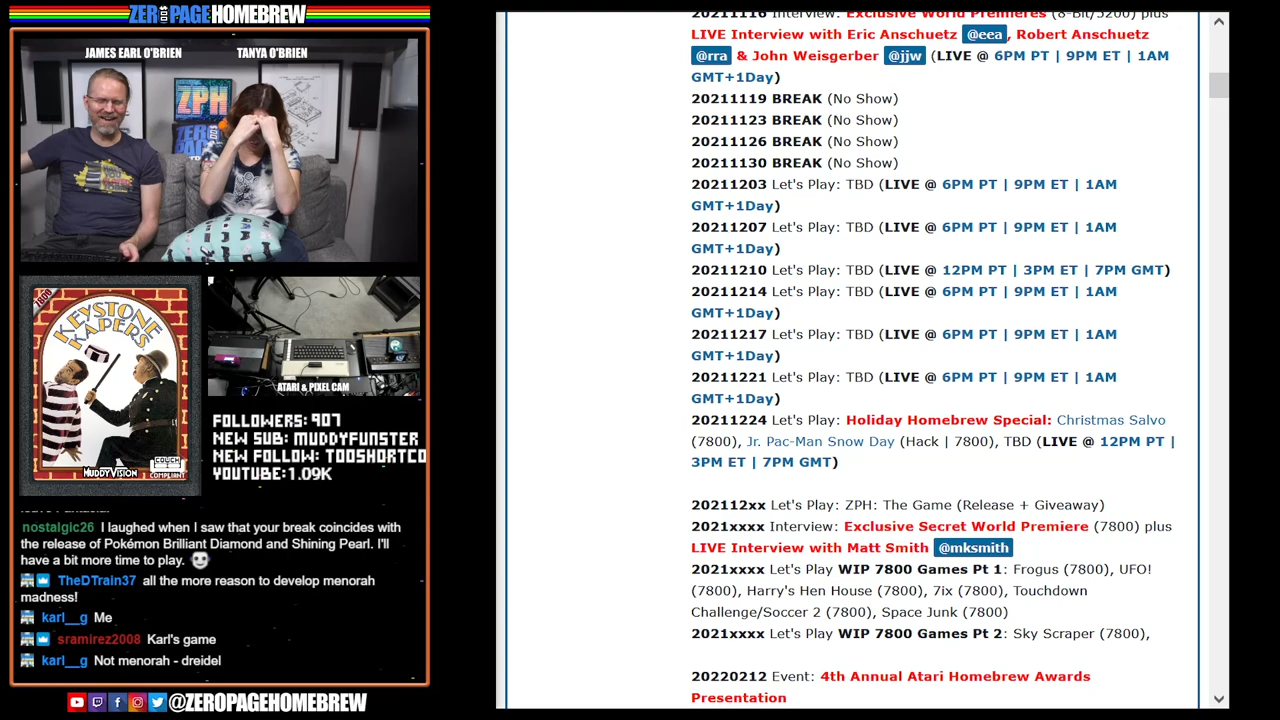 ZERO PAGE HOMEBREW
JAMES EARL O'BRIEN
TANYA O'BRIEN
ZPH
7800
KEYSTONE
KAPERS
MUDDYVISION
COUCH
COMPLIANT
ATARI & PIXEL CAM
FOLLOWERS: 907
NEW SUB: MUDDYFUNSTER
NEW FOLLOW: TOOSHORTCO
YOUTUBE: 1.09K
nostalgic26 I laughed when I saw that your break coincides with
the release of Pokémon Brilliant Diamond and Shining Pearl. I'll
have a bit more time to play.
TheDTrain37 all the more reason to develop menorah
madness!
karl__g Me
sramirez2008 Karl's game
karl__g Not menorah - dreidel
@ZEROPAGEHOMEBREW
20211116 Interview: Exclusive World Premieres (8-Bit/5200) plus
LIVE Interview with Eric Anschuetz @eea, Robert Anschuetz
@rra & John Weisgerber @jjw (LIVE @ 6PM PT | 9PM ET | 1AM
GMT+1Day)
20211119 BREAK (No Show)
20211123 BREAK (No Show)
20211126 BREAK (No Show)
20211130 BREAK (No Show)
20211203 Let's Play: TBD (LIVE @ 6PM PT | 9PM ET | 1AM
GMT+1Day)
20211207 Let's Play: TBD (LIVE @ 6PM PT | 9PM ET | 1AM
GMT+1Day)
20211210 Let's Play: TBD (LIVE @ 12PM PT | 3PM ET | 7PM GMT)
20211214 Let's Play: TBD (LIVE @ 6PM PT | 9PM ET | 1AM
GMT+1Day)
20211217 Let's Play: TBD (LIVE @ 6PM PT | 9PM ET | 1AM
GMT+1Day)
20211221 Let's Play: TBD (LIVE @ 6PM PT | 9PM ET | 1AM
GMT+1Day)
20211224 Let's Play: Holiday Homebrew Special: Christmas Salvo
(7800), Jr. Pac-Man Snow Day (Hack | 7800), TBD (LIVE @ 12PM PT |
3PM ET | 7PM GMT)
202112xx Let's Play: ZPH: The Game (Release + Giveaway)
2021xxxx Interview: Exclusive Secret World Premiere (7800) plus
LIVE Interview with Matt Smith @mksmith
2021xxxx Let's Play WIP 7800 Games Pt 1: Frogus (7800), UFO!
(7800), Harry's Hen House (7800), 7ix (7800), Touchdown
Challenge/Soccer 2 (7800), Space Junk (7800)
2021xxxx Let's Play WIP 7800 Games Pt 2: Sky Scraper (7800),
20220212 Event: 4th Annual Atari Homebrew Awards
Presentation